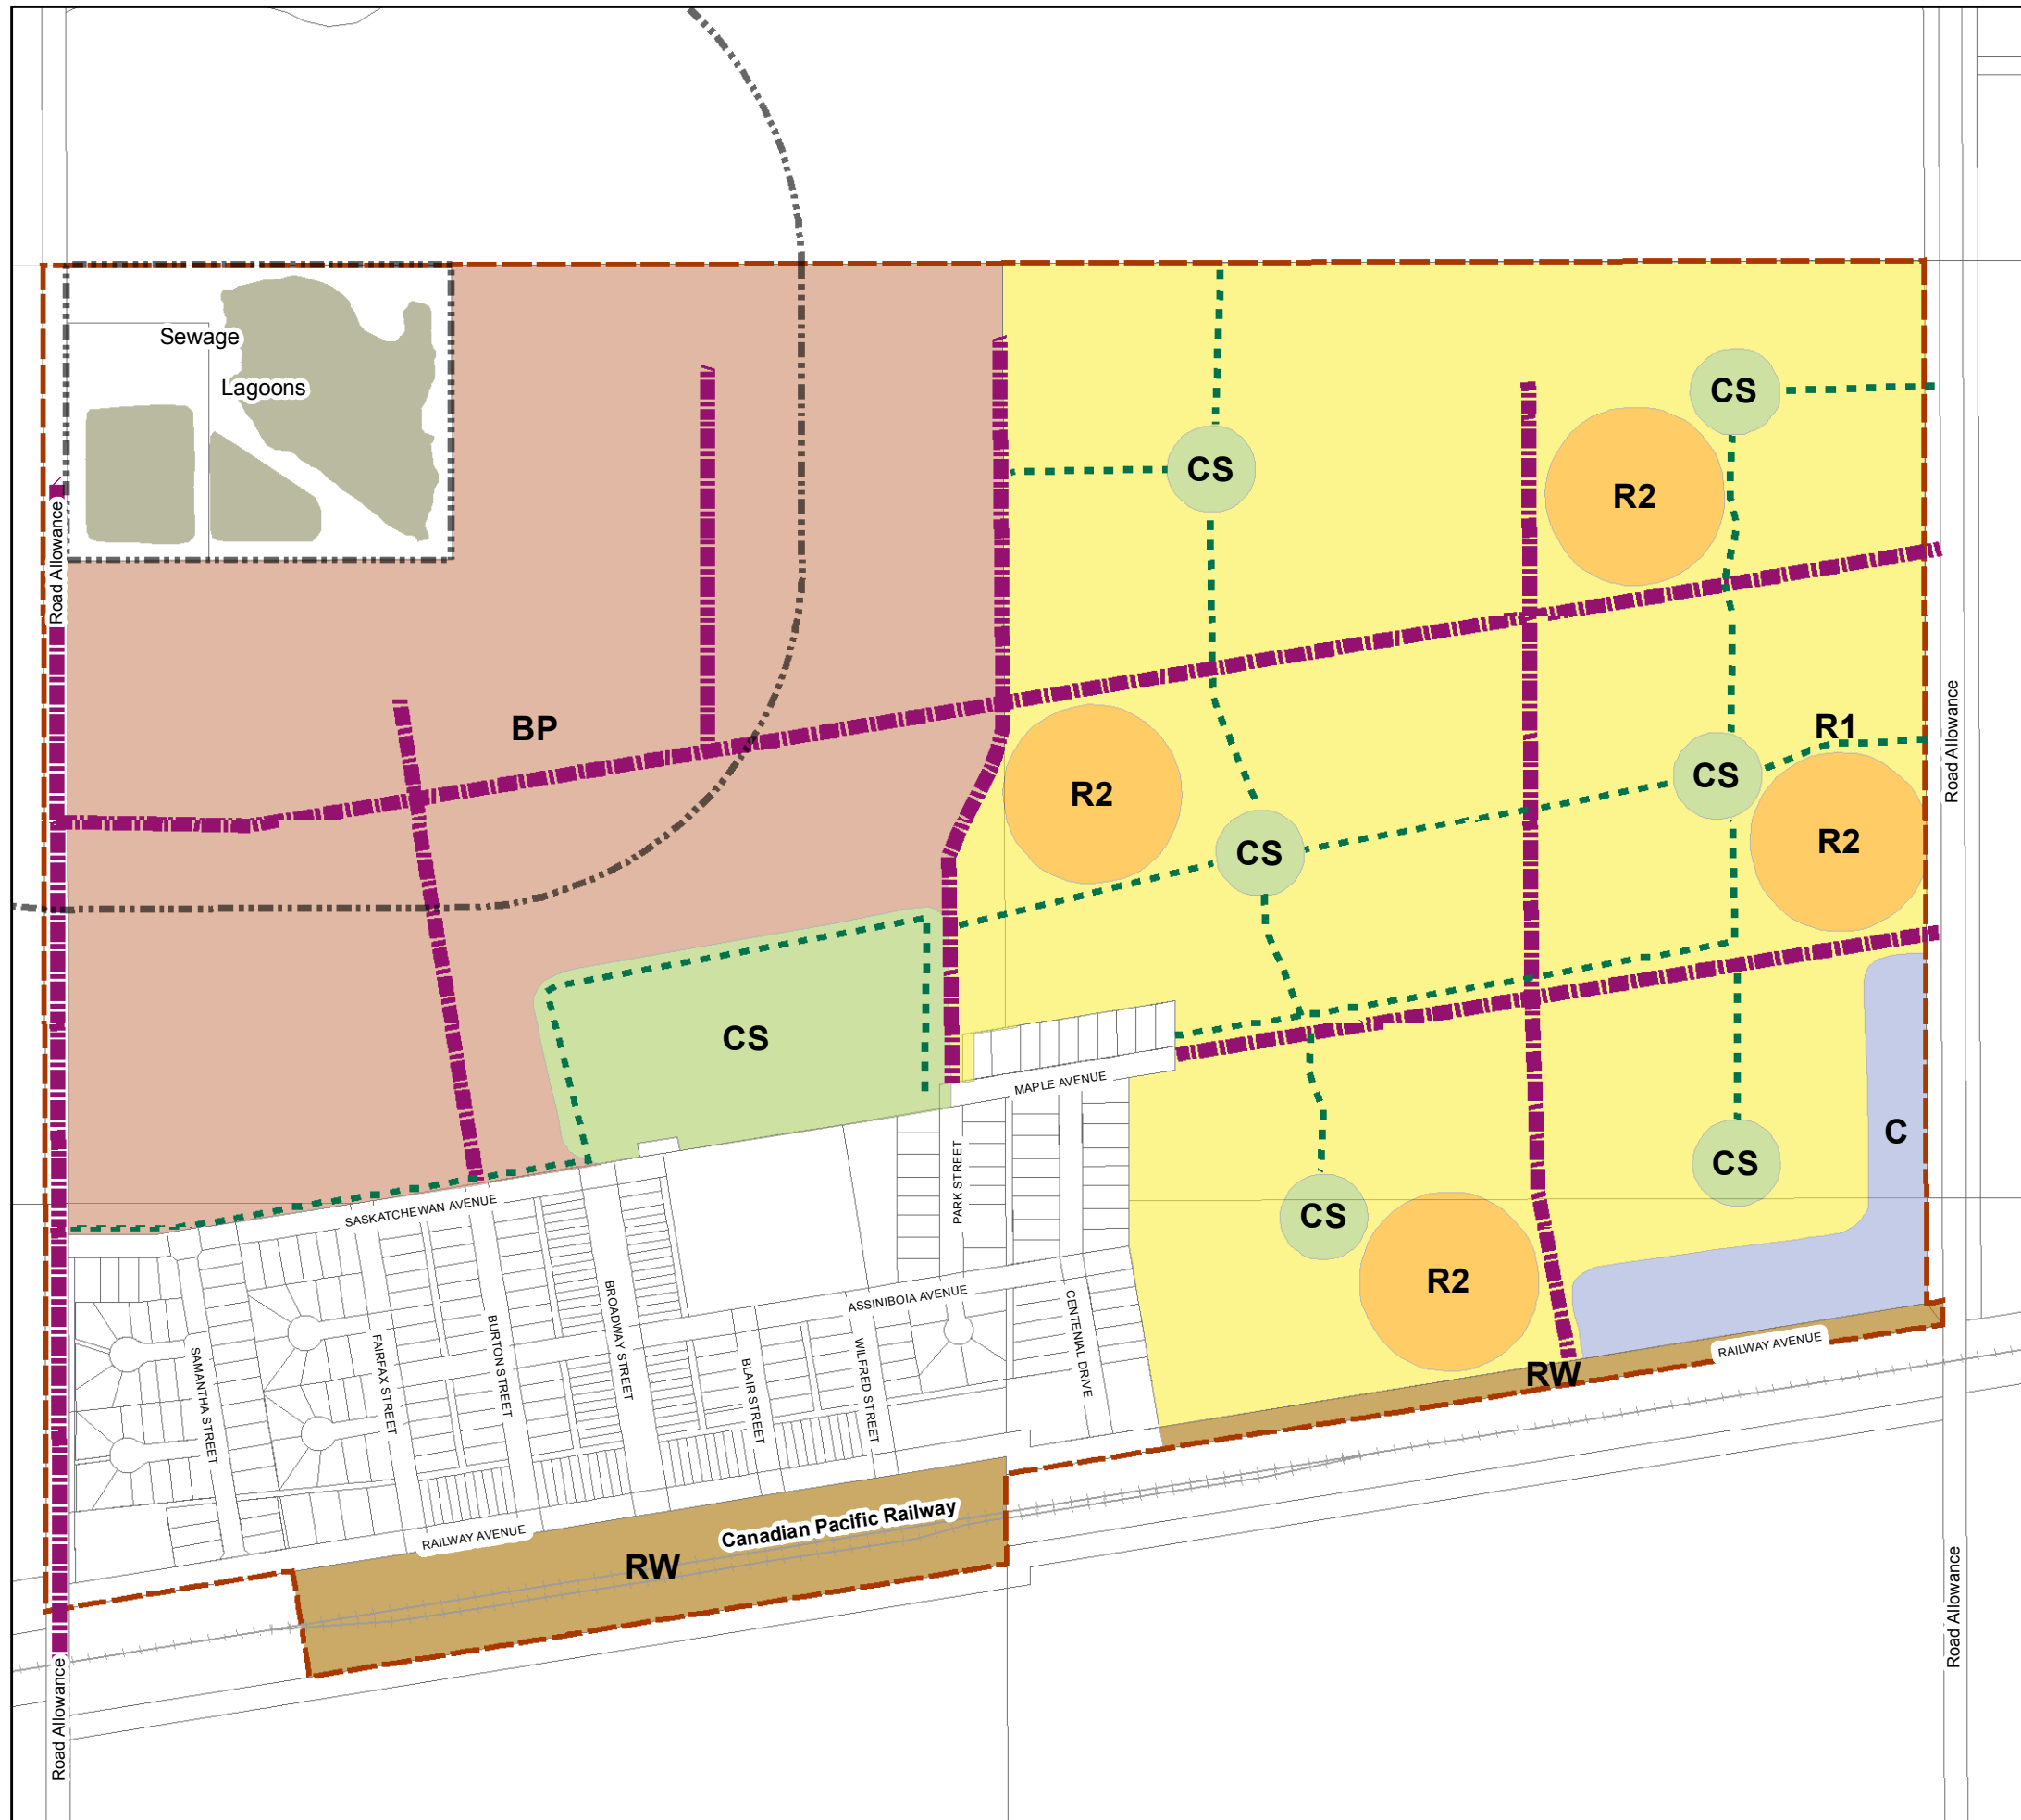 Sewage
Lagoons
CS
CS
R2
R2
Road Allowance
BP
R1
Road Allowance
R2
CS
CS
R2
CS
MAPLE AVENUE
C
CS
CS
PARK STREET
SASKATCHEWAN AVENUE
R2
ASSINIBOIA AVENUE
SAMANTHA STREET
FAIRFAX STREET
BURTON STREET
BROADWAY STREET
BLAIR STREET
WILFRED STREET
CENTENIAL DRIVE
RW
RAILWAY AVENUE
RAILWAY AVENUE
Canadian Pacific Railway
RW
Road Allowance
Road Allowance